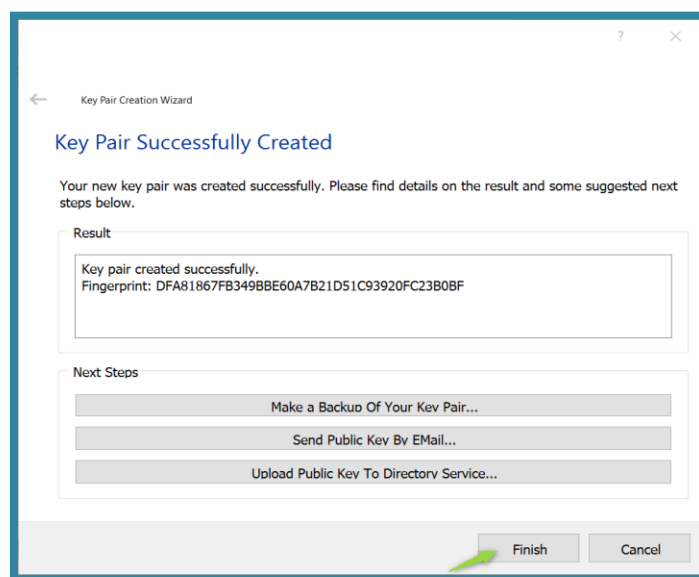 ?
Key Pair Creation Wizard
Key Pair Successfully Created
Your new key pair was created successfully. Please find details on the result and some suggested next
steps below.
Result
Key pair created successfully.
Fingerprint: DFA81867FB349BBE60A7B21D51C93920FC23B0BF
Next Steps
Make a Backup Of Your Key Pair...
Send Public Key By EMail...
Upload Public Key To Directory Service...
Finish Cancel